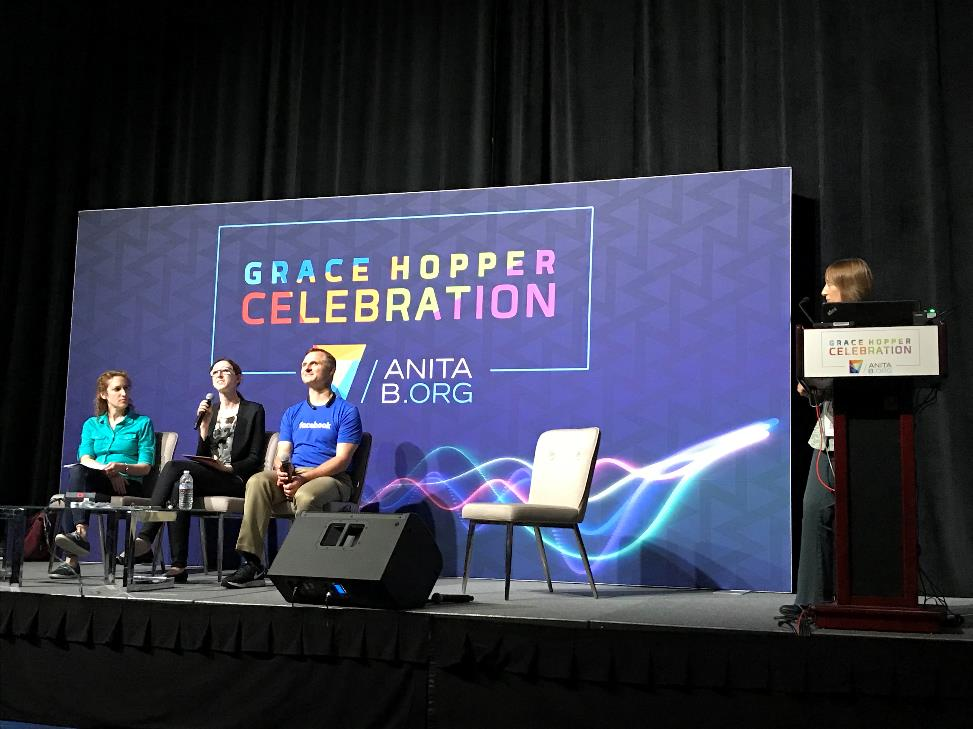 GRACE HOPPER
CELEBRATION
ANITA
B.ORG
facebook
GRACE HOPPER
CELEBRATION
ANITA
B.ORG